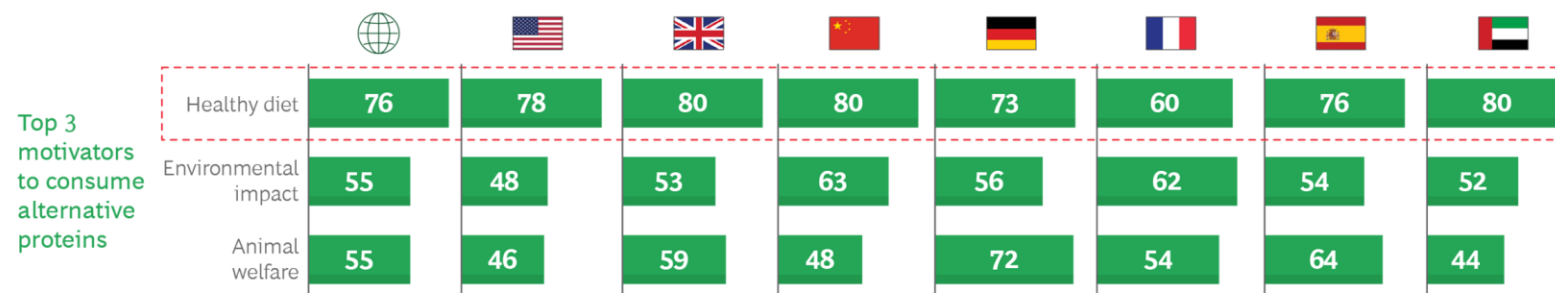 Top 3
motivators
to consume
alternative
proteins
Healthy diet 76 78 80 80 73 60 76 80
Environmental
impact 55 48 53 63 56 62 54 52
Animal
welfare 55 46 59 48 72 54 64 44